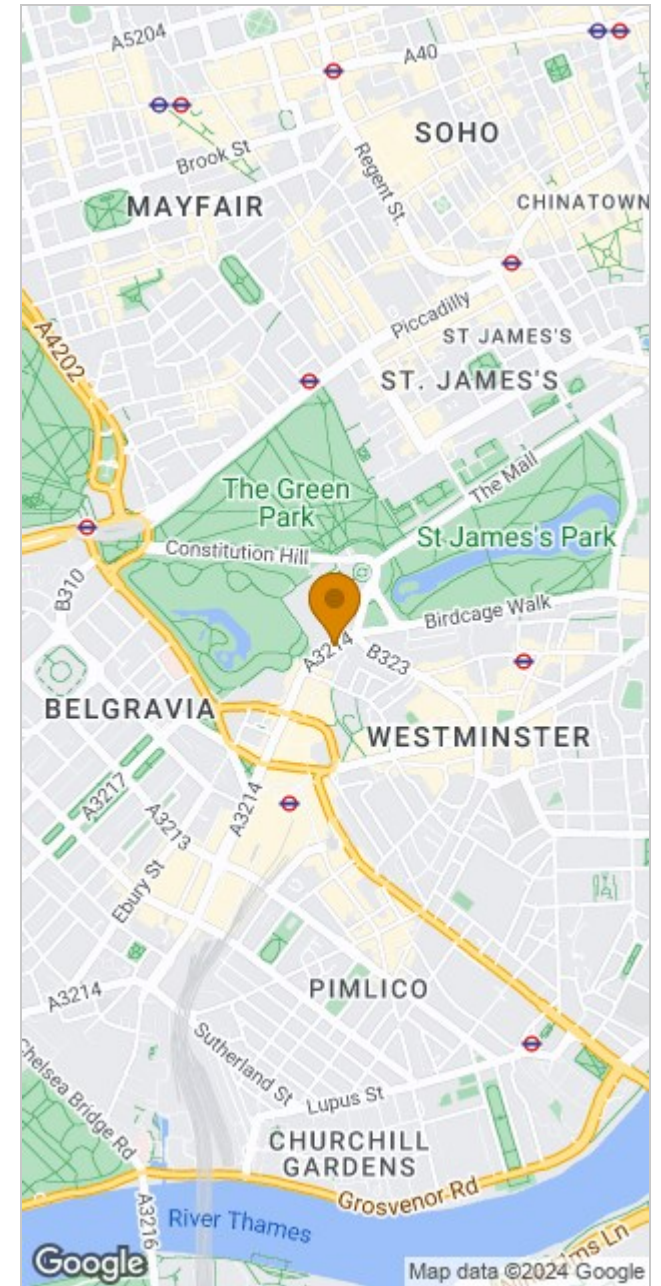 A5204
A40
SOHO
Brook St
Regent St.
MAYFAIR
CHINATOWN
Piccadilly
A4202
ST JAMES'S
ST. JAMES'S
The Mall
The Green
Park
St James's Park
Constitution Hill
B310
Birdcage Walk
A3214
B323
BELGRAVIA
WESTMINSTER
A3217
A3214
A3213
Ebury St
PIMLICO
A3214
Sutherland St
Chelsea Bridge Rd
Lupus St
CHURCHILL
GARDENS
Grosvenor Rd
A3216
River Thames
Google
Map data ©2024 Google